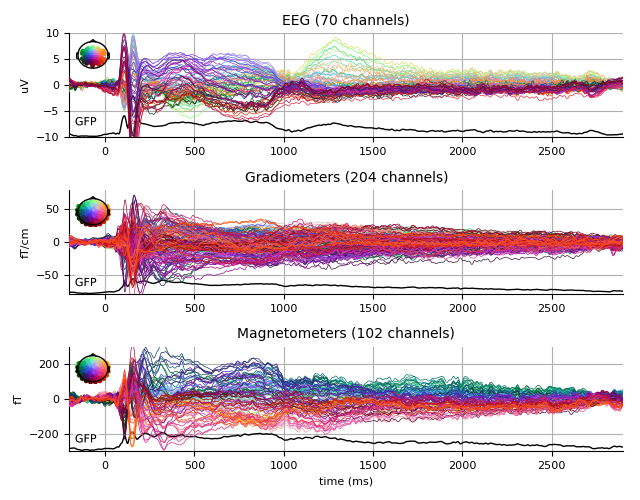 EEG (70 channels)
10
5
0
−5
−10
uV
GFP
0
500
1000
1500
2000
2500
Gradiometers (204 channels)
50
0
−50
fT/cm
GFP
0
500
1000
1500
2000
2500
Magnetometers (102 channels)
200
0
−200
fT
GFP
0
500
1000
1500
2000
2500
time (ms)